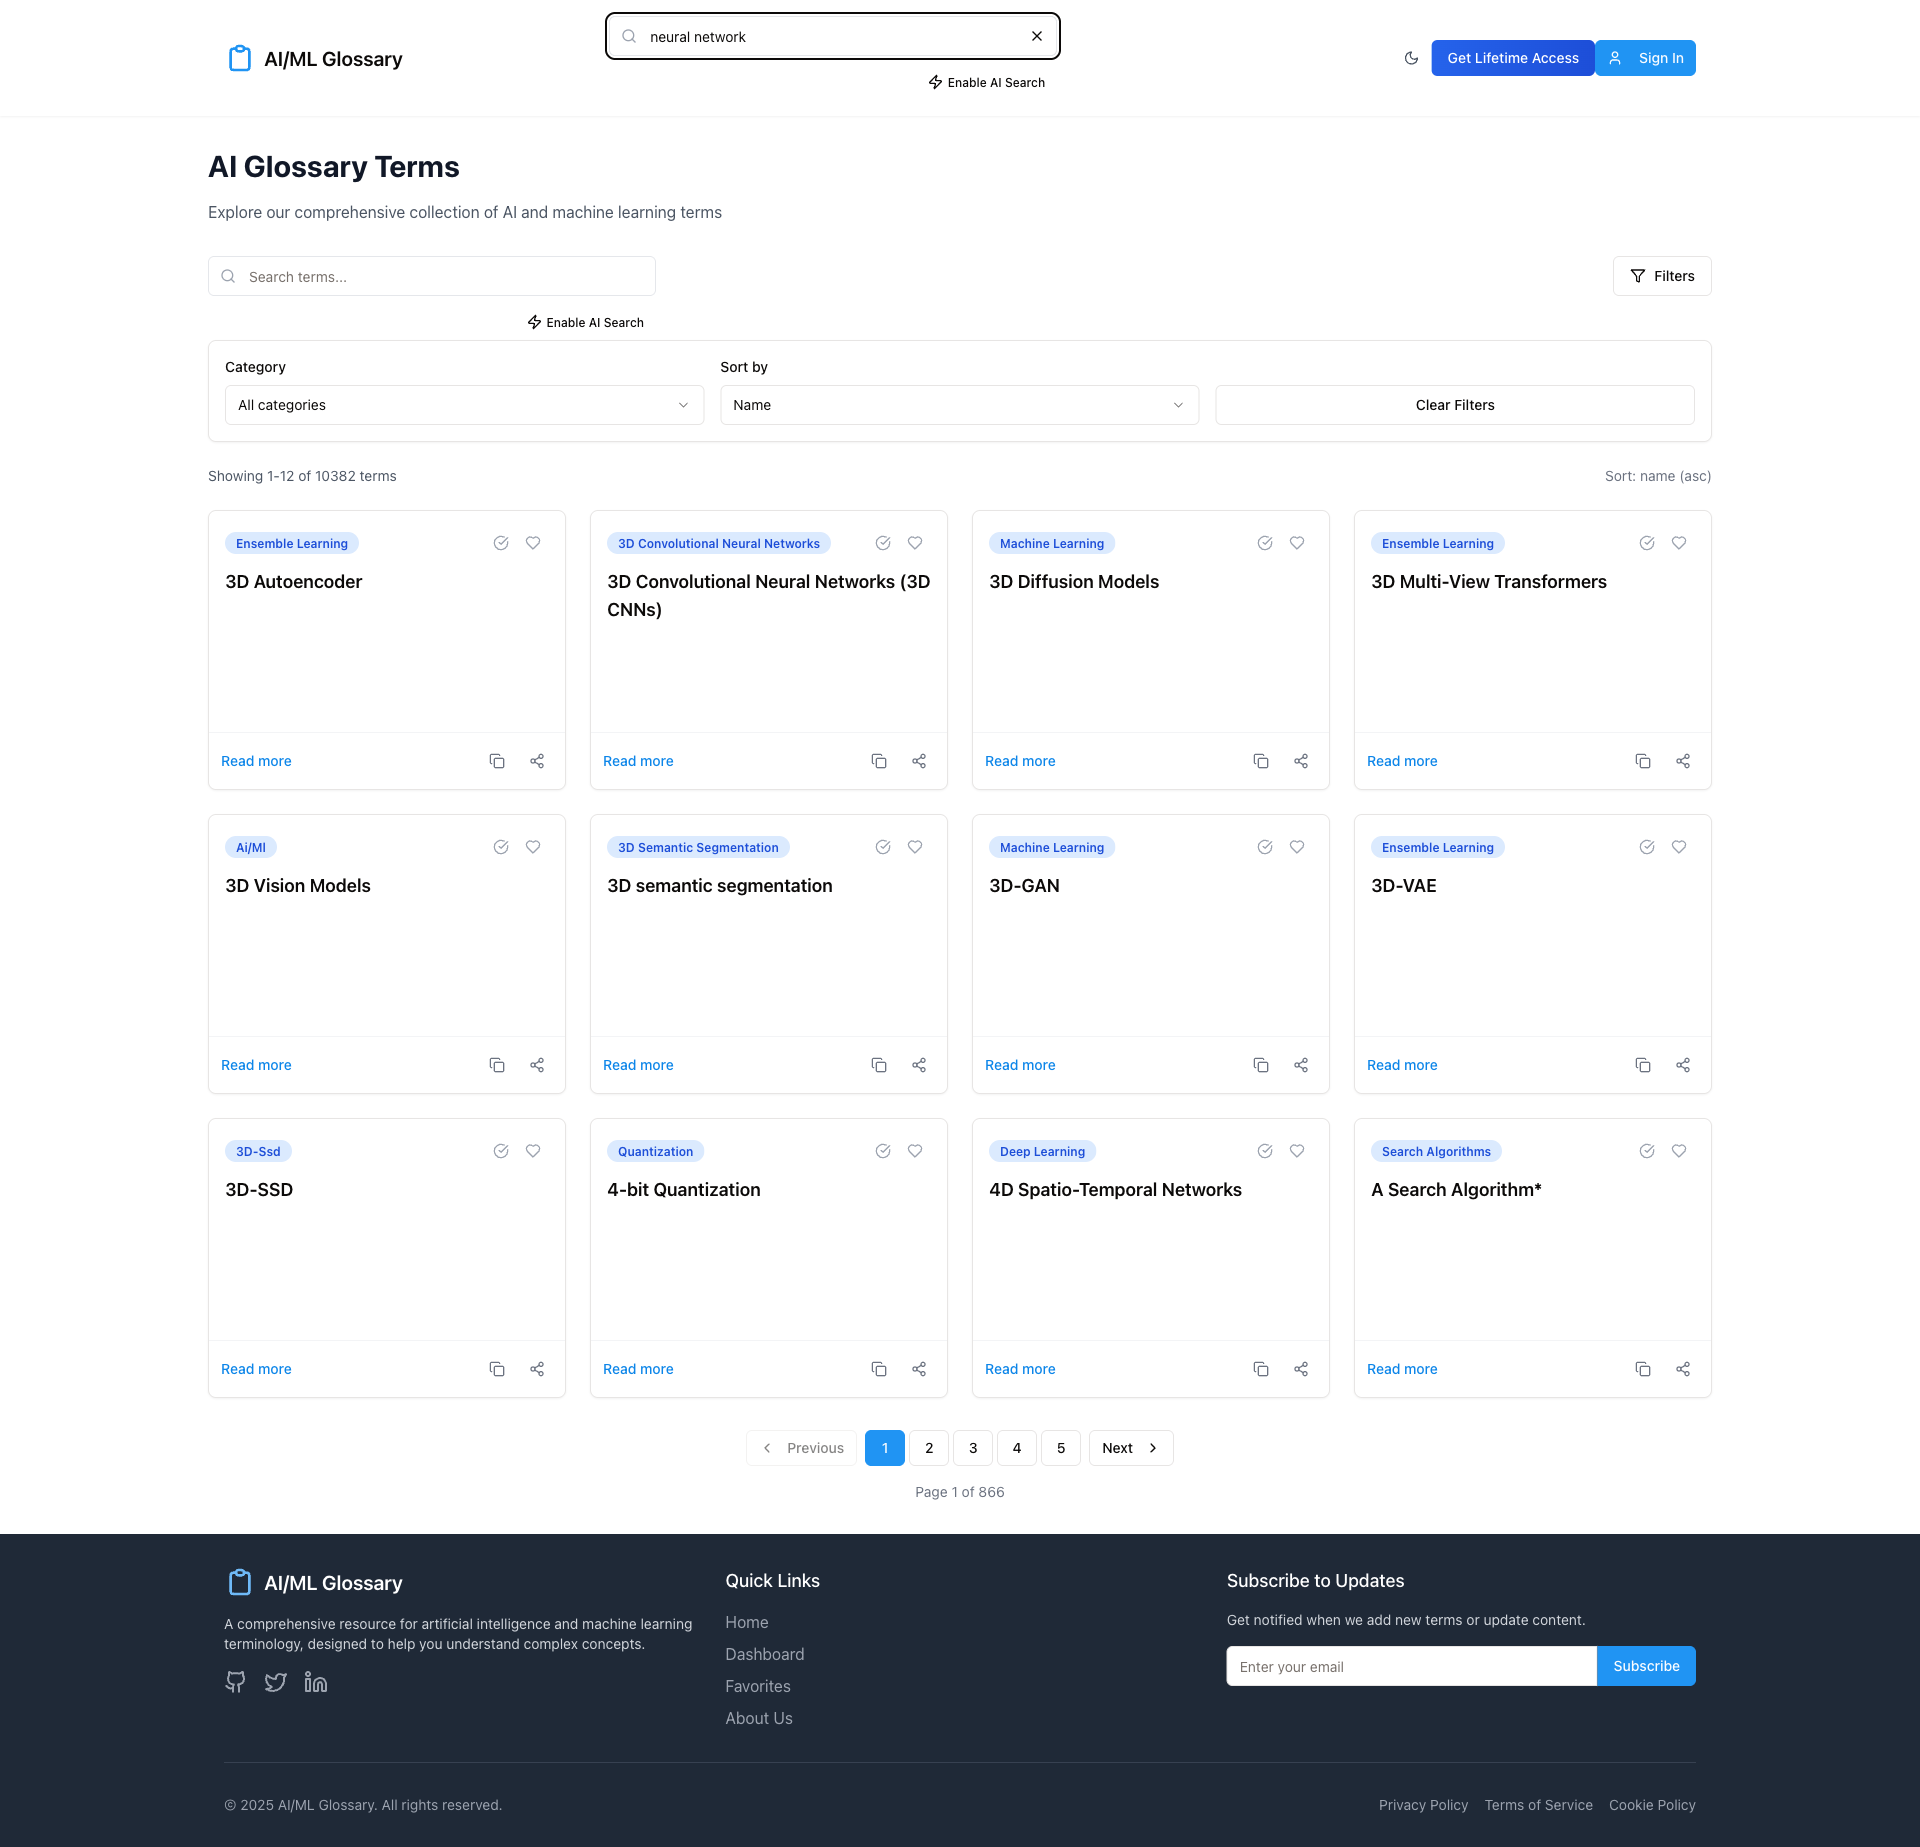 AI/ML Glossary
neural network
Enable AI Search
Get Lifetime Access
Sign In
AI Glossary Terms
Explore our comprehensive collection of AI and machine learning terms
Search terms...
Filters
Enable AI Search
Category
Sort by
All categories
Name
Clear Filters
Showing 1-12 of 10382 terms
Sort: name (asc)
Ensemble Learning
3D Autoencoder
Read more
3D Convolutional Neural Networks
3D Convolutional Neural Networks (3D
CNNs)
Read more
Machine Learning
3D Diffusion Models
Read more
Ensemble Learning
3D Multi-View Transformers
Read more
Ai/Ml
3D Vision Models
Read more
3D Semantic Segmentation
3D semantic segmentation
Read more
Machine Learning
3D-GAN
Read more
Ensemble Learning
3D-VAE
Read more
3D-Ssd
3D-SSD
Read more
Quantization
4-bit Quantization
Read more
Deep Learning
4D Spatio-Temporal Networks
Read more
Search Algorithms
A Search Algorithm*
Read more
Previous
1
2
3
4
5
Next
Page 1 of 866
AI/ML Glossary
A comprehensive resource for artificial intelligence and machine learning
terminology, designed to help you understand complex concepts.
Quick Links
Home
Dashboard
Favorites
About Us
Subscribe to Updates
Get notified when we add new terms or update content.
Enter your email
Subscribe
© 2025 AI/ML Glossary. All rights reserved.
Privacy Policy
Terms of Service
Cookie Policy